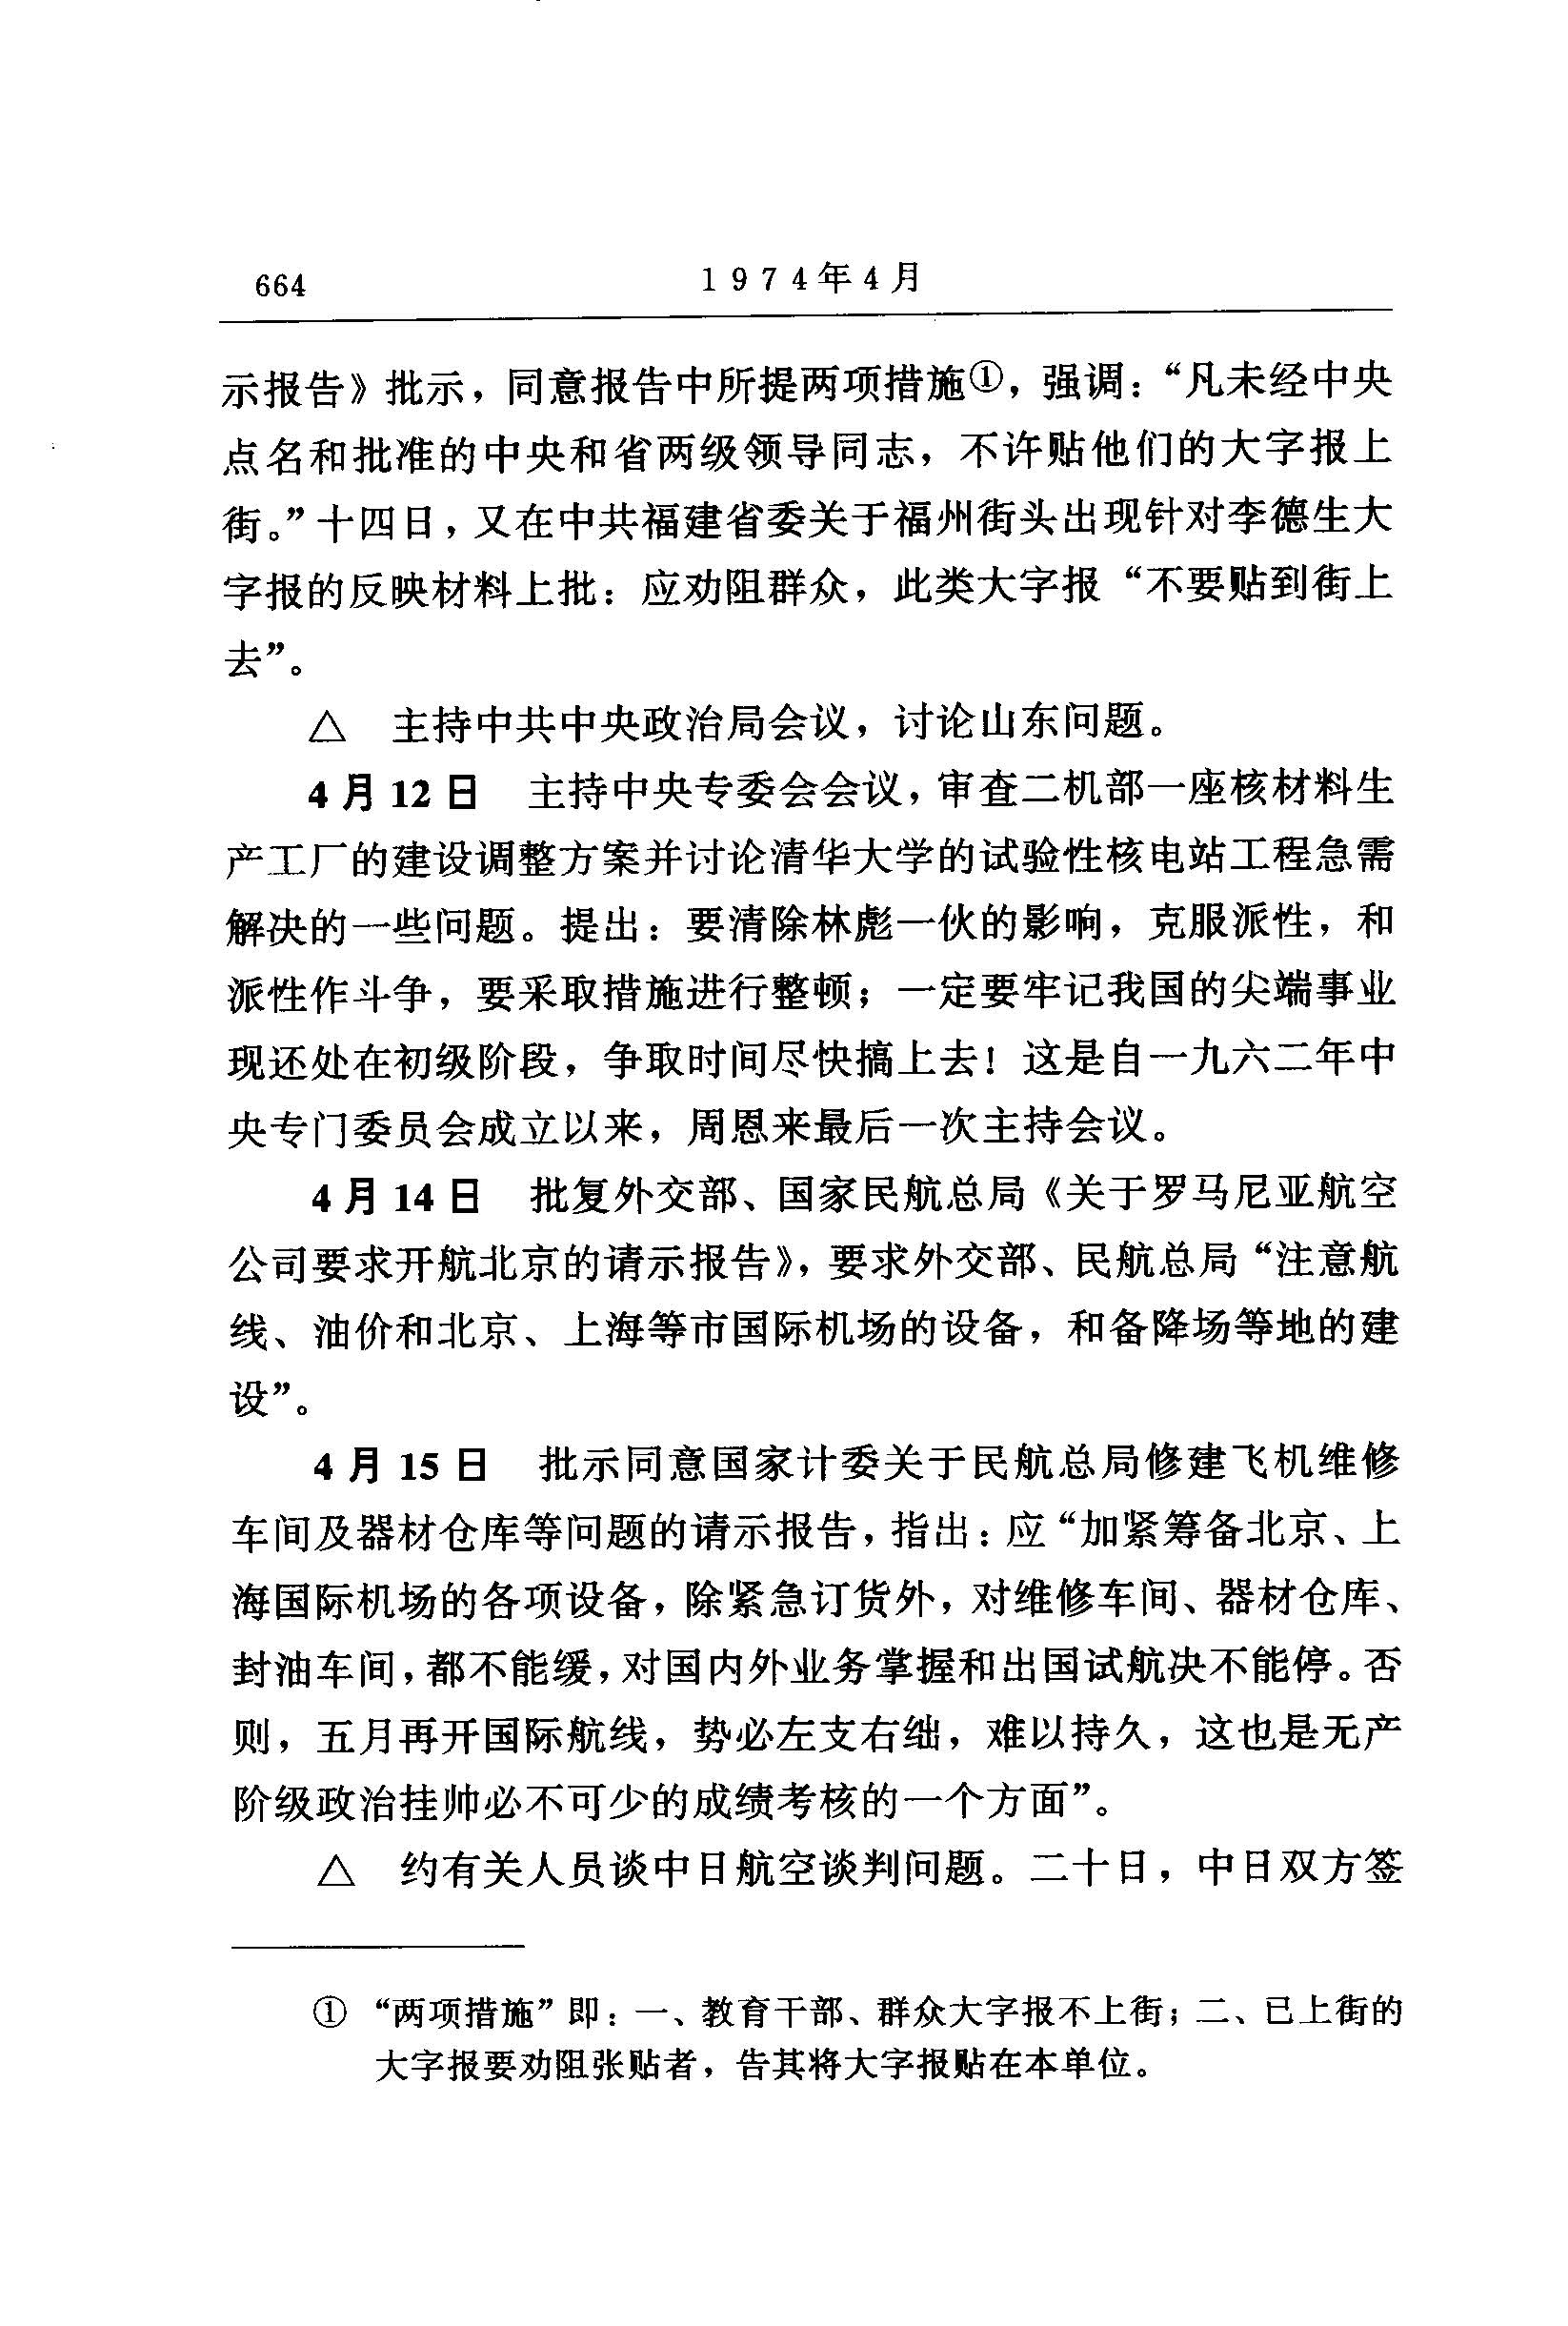 664
1974年4月
示报告》批示，同意报告中所提两项措施①，强调：“凡未经中央
点名和批准的中央和省两级领导同志，不许贴他们的大字报上
街。”十四日，又在中共福建省委关于福州街头出现针对李德生大
字报的反映材料上批：应劝阻群众，此类大字报“不要贴到街上
去”。
△　主持中共中央政治局会议，讨论山东问题。
4月12日　主持中央专委会会议，审查二机部一座核材料生
产工厂的建设调整方案并讨论清华大学的试验性核电站工程急需
解决的一些问题。提出：要清除林彪一伙的影响，克服派性，和
派性作斗争，要采取措施进行整顿；一定要牢记我国的尖端事业
现还处在初级阶段，争取时间尽快搞上去！这是自一九六二年中
央专门委员会成立以来，周恩来最后一次主持会议。
4月14日　批复外交部、国家民航总局《关于罗马尼亚航空
公司要求开航北京的请示报告》，要求外交部、民航总局“注意航
线、油价和北京、上海等市国际机场的设备，和备降场等地的建
设”。
4月15日　批示同意国家计委关于民航总局修建飞机维修
车间及器材仓库等问题的请示报告，指出：应“加紧筹备北京、上
海国际机场的各项设备，除紧急订货外，对维修车间、器材仓库、
封油车间，都不能缓，对国内外业务掌握和出国试航决不能停。否
则，五月再开国际航线，势必左支右绌，难以持久，这也是无产
阶级政治挂帅必不可少的成绩考核的一个方面”。
△　约有关人员谈中日航空谈判问题。二十日，中日双方签
①　“两项措施”即：一、教育干部、群众大字报不上街；二、已上街的
大字报要劝阻张贴者，告其将大字报贴在本单位。